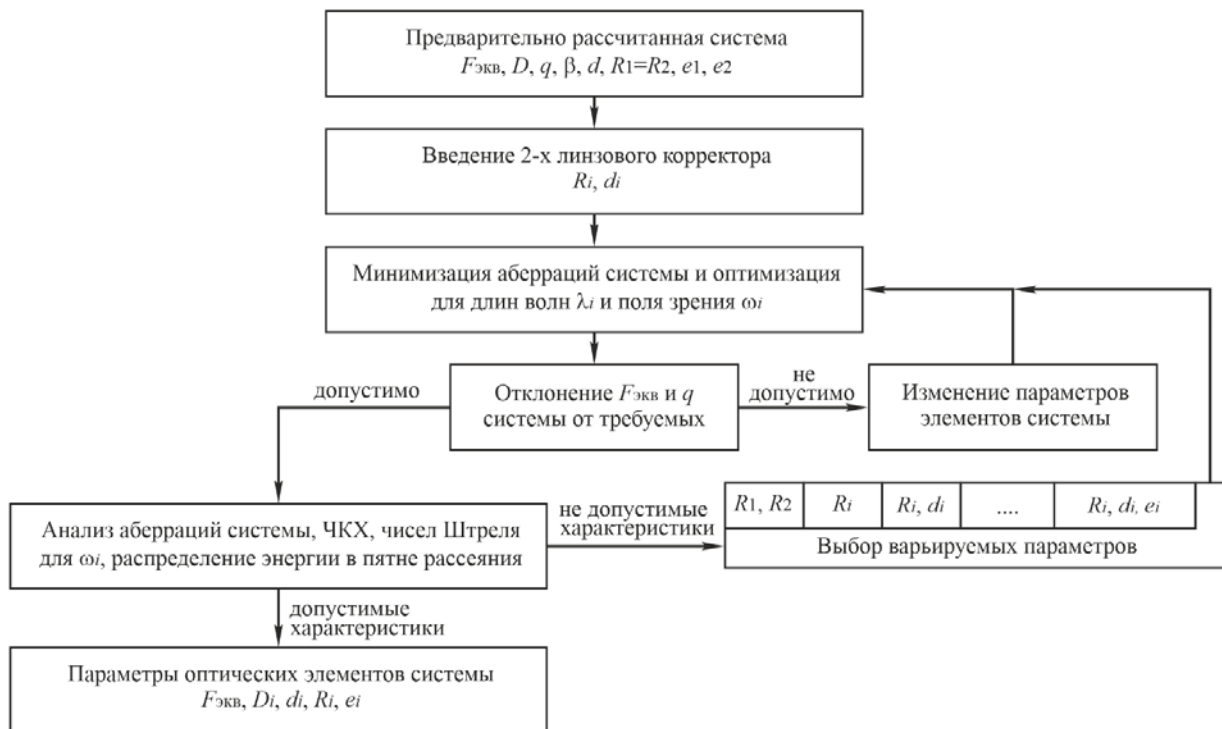 Предварительно рассчитанная система
Fэкв, D, q, β, d, R1=R2, e1, e2
Введение 2-х линзового корректора
Ri, di
Минимизация аберраций системы и оптимизация
для длин волн λi и поля зрения ωi
допустимо
Отклонение Fэкв и q
системы от требуемых
не
допустимо
Изменение параметров
элементов системы
Анализ аберраций системы, ЧКХ, чисел Штреля
для ωi, распределение энергии в пятне рассеяния
не допустимые
характеристики
R1, R2
Ri
Ri, di
....
Ri, di, ei
Выбор варьируемых параметров
допустимые
характеристики
Параметры оптических элементов системы
Fэкв, Di, di, Ri, ei